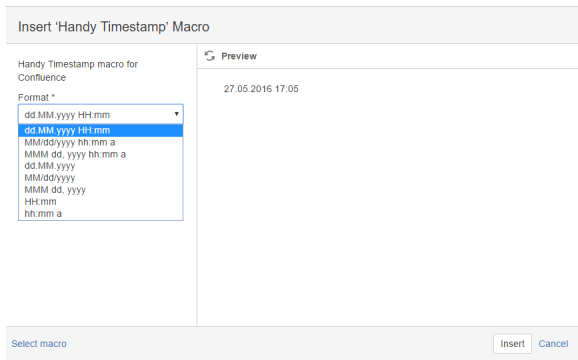 Insert 'Handy Timestamp' Macro
Handy Timestamp macro for
Confluence
Format *
dd.MM.yyyy HH:mm
dd.MM.yyyy HH:mm
MM/dd/yyyy hh:mm a
MMM dd, yyyy hh:mm a
dd.MM.yyyy
MM/dd/yyyy
MMM dd, yyyy
HH:mm
hh:mm a
Preview
27.05.2016 17:05
Select macro
Insert Cancel